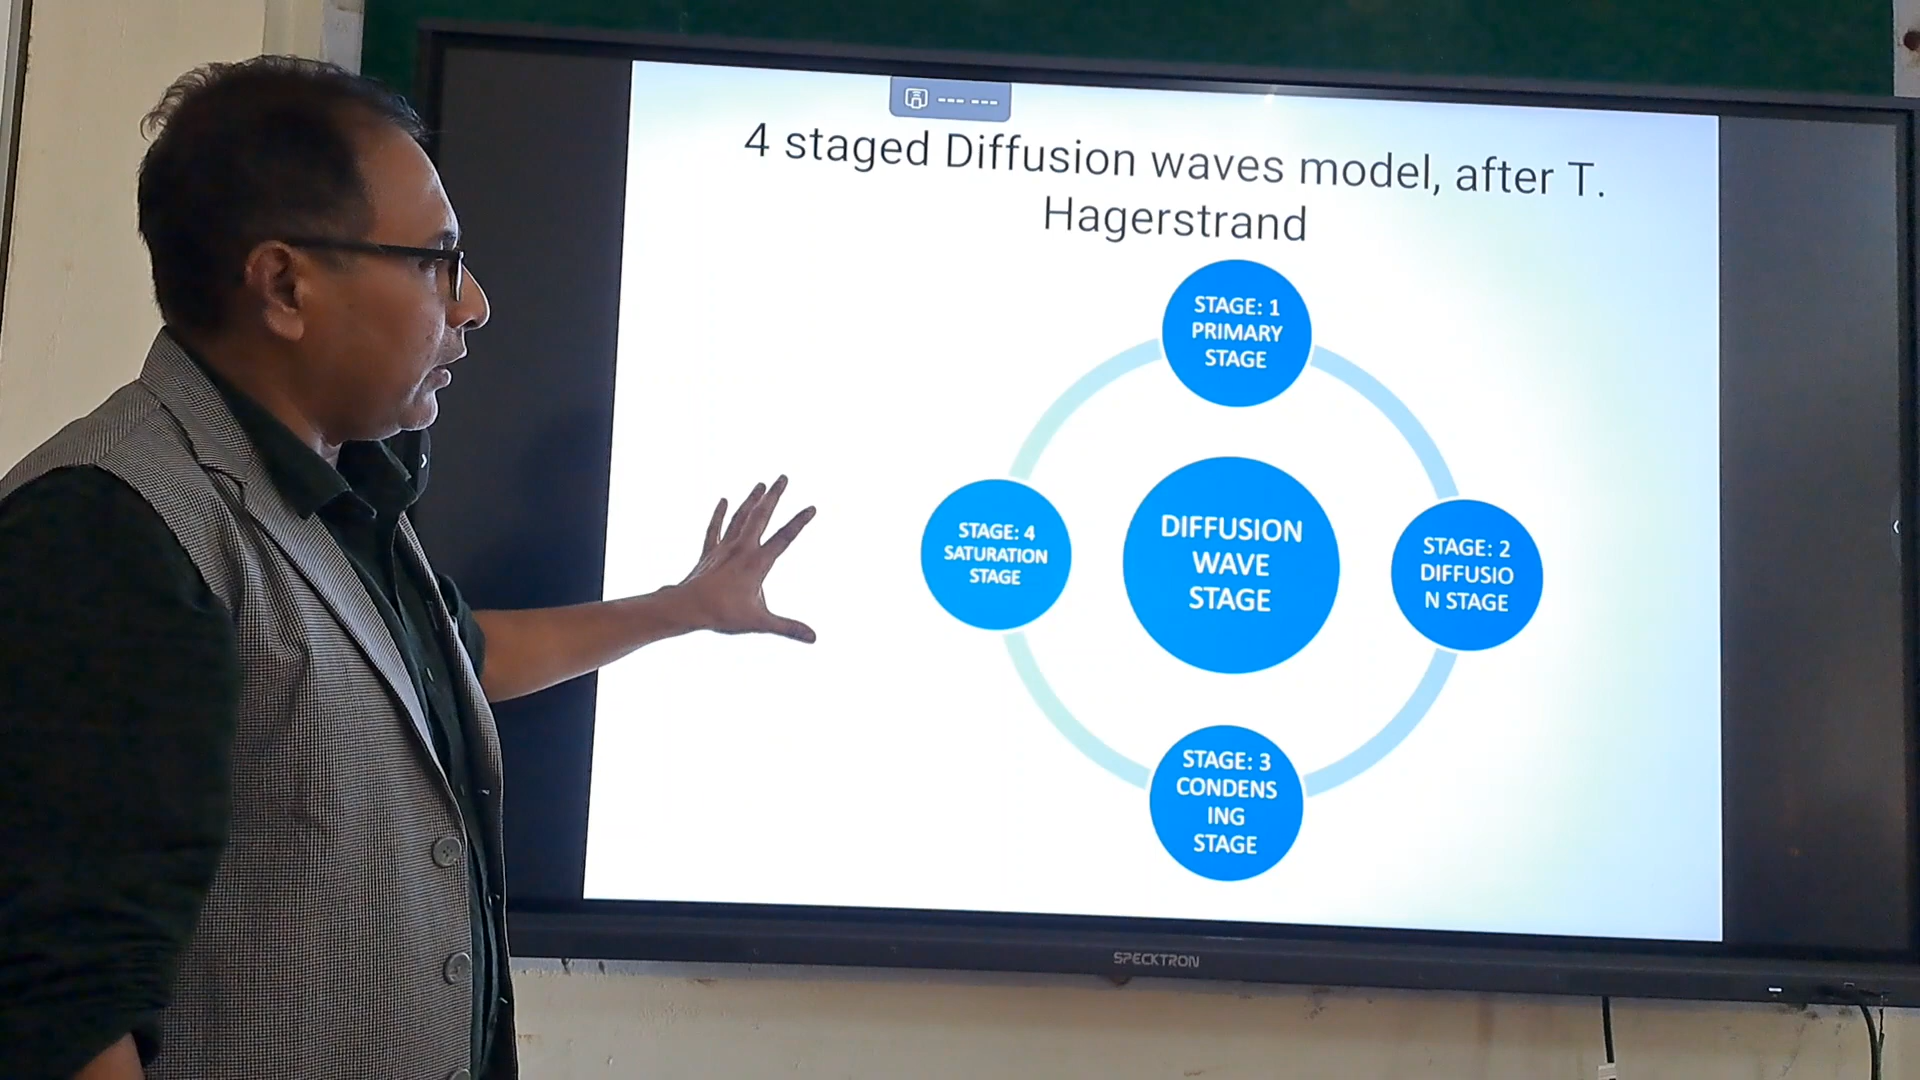 4 staged Diffusion waves model, after T.
Hagerstrand
STAGE: 1
PRIMARY
STAGE
STAGE: 4
SATURATION
STAGE
DIFFUSION
WAVE
STAGE
STAGE: 2
DIFFUSIO
N STAGE
STAGE: 3
CONDENS
ING
STAGE
SPECKTRON